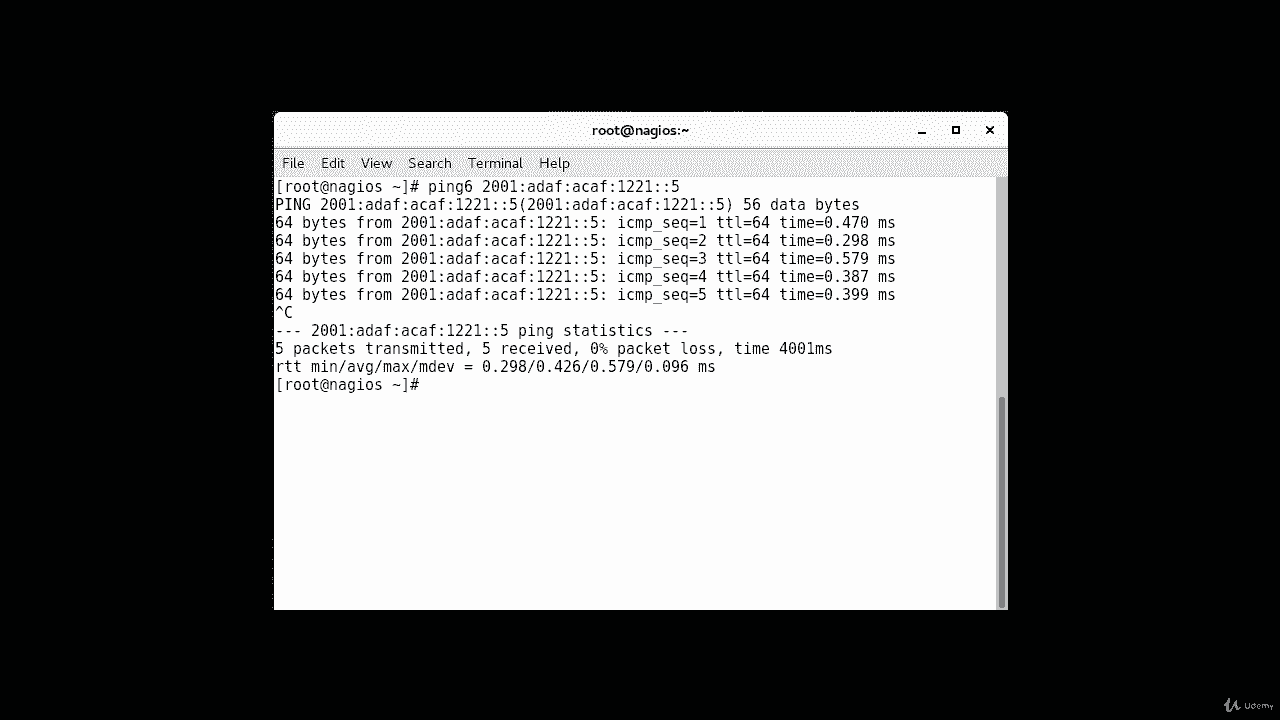 root@nagios:~
File Edit View Search Terminal Help
[root@nagios ~]# ping6 2001:adaf:acaf:1221::5
PING 2001:adaf:acaf:1221::5(2001:adaf:acaf:1221::5) 56 data bytes
64 bytes from 2001:adaf:acaf:1221::5: icmp_seq=1 ttl=64 time=0.470 ms
64 bytes from 2001:adaf:acaf:1221::5: icmp_seq=2 ttl=64 time=0.298 ms
64 bytes from 2001:adaf:acaf:1221::5: icmp_seq=3 ttl=64 time=0.579 ms
64 bytes from 2001:adaf:acaf:1221::5: icmp_seq=4 ttl=64 time=0.387 ms
64 bytes from 2001:adaf:acaf:1221::5: icmp_seq=5 ttl=64 time=0.399 ms
^C
--- 2001:adaf:acaf:1221::5 ping statistics ---
5 packets transmitted, 5 received, 0% packet loss, time 4001ms
rtt min/avg/max/mdev = 0.298/0.426/0.579/0.096 ms
[root@nagios ~]#
Udemy